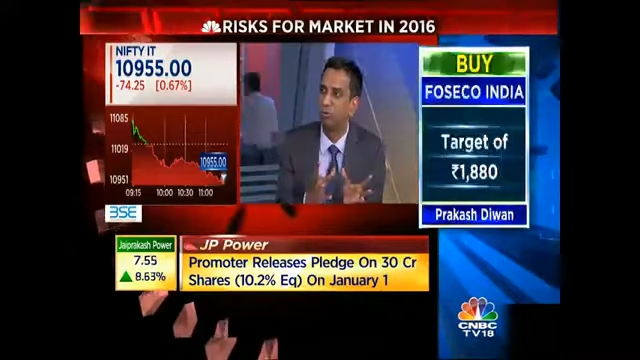 RISKS FOR MARKET IN 2016
NIFTY IT
10955.00
-74.25 [0.67%]
11085
11019
10951
10955.00
09:15 10:00 10:30 11:00
BSE
BUY
FOSECO INDIA
Target of
₹1,880
Prakash Diwan
Jaiprakash Power
7.55
8.63%
JP Power
Promoter Releases Pledge On 30 Cr
Shares (10.2% Eq) On January 1
CNBC
TV18